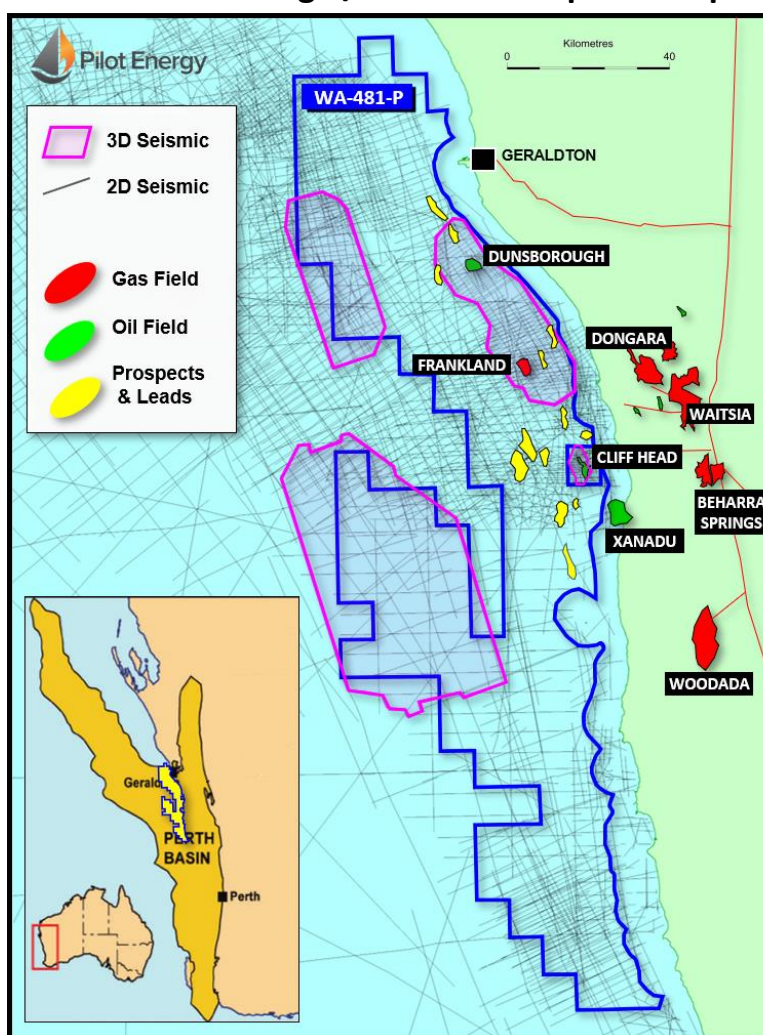 Pilot Energy
Kilometres
0 40
WA-481-P
3D Seismic
2D Seismic
Gas Field
Oil Field
Prospects
& Leads
GERALDTON
DUNSBOROUGH
DONGARA
FRANKLAND
WAITSIA
CLIFF HEAD
BEHARRA
SPRINGS
XANADU
WOODADA
Gerald
PERTH
BASIN
Perth